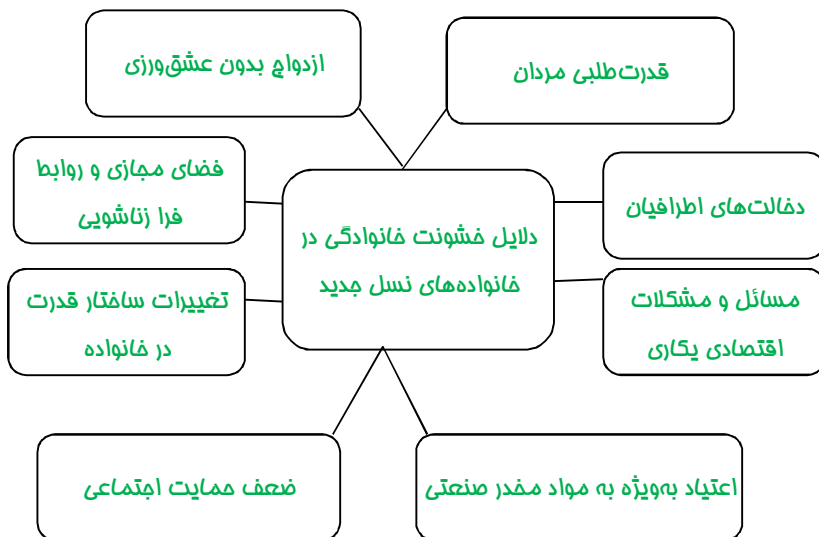 قدرت‌طلبی مردان
ازدواج بدون عشق‌ورزی
دخالت‌های اطرافیان
فضای مجازی و روابط
فرا زناشویی
دلایل خشونت خانوادگی در
خانواده‌های نسل جدید
مسائل و مشکلات
اقتصادی یکاری
تغییرات ساختار قدرت
در خانواده
اعتیاد به‌ویژه به مواد مخدر صنعتی
ضعف حمایت اجتماعی